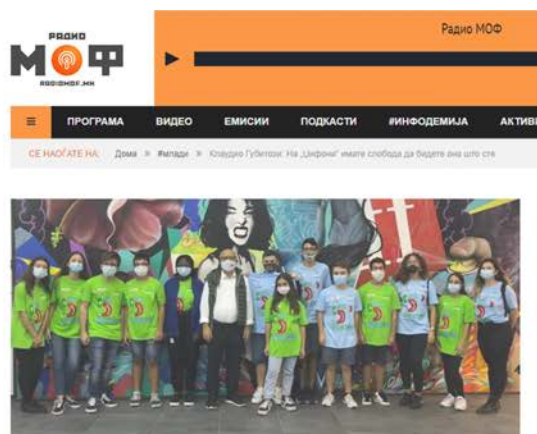 РАДИО
МОФ
RADIOMOF.MK
Радио МОФ
ПРОГРАМА ВИДЕО ЕМИСИИ ПОДКАСТИ #ИНФОДЕМИЈА АКТИВИ
СЕ НАОЃАТЕ НА: Дома » #млади » Клаудио Губитози: На „Џифони“ имате слобода да бидете она што сте